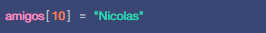 amigos[10] = "Nicolas"